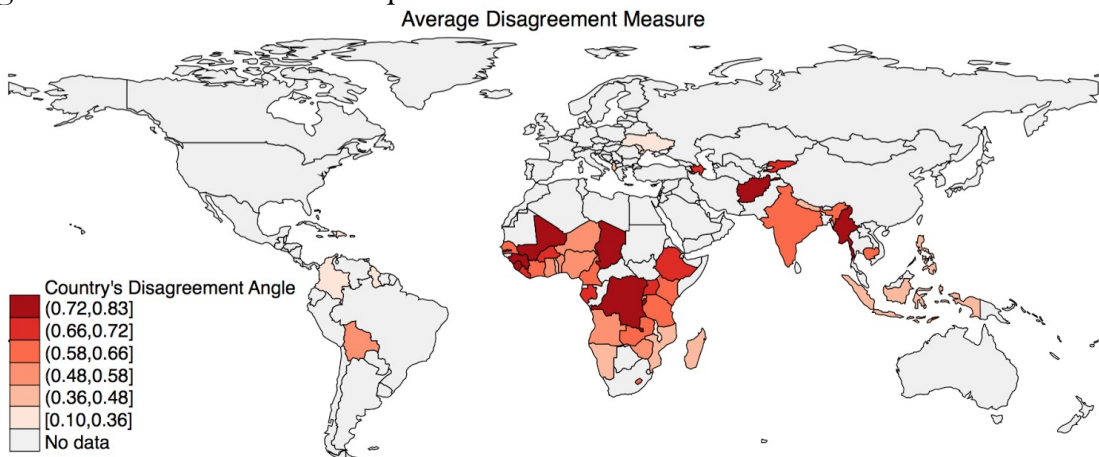 Average Disagreement Measure
Country's Disagreement Angle
(0.72,0.83]
(0.66,0.72]
(0.58,0.66]
(0.48,0.58]
(0.36,0.48]
[0.10,0.36]
No data